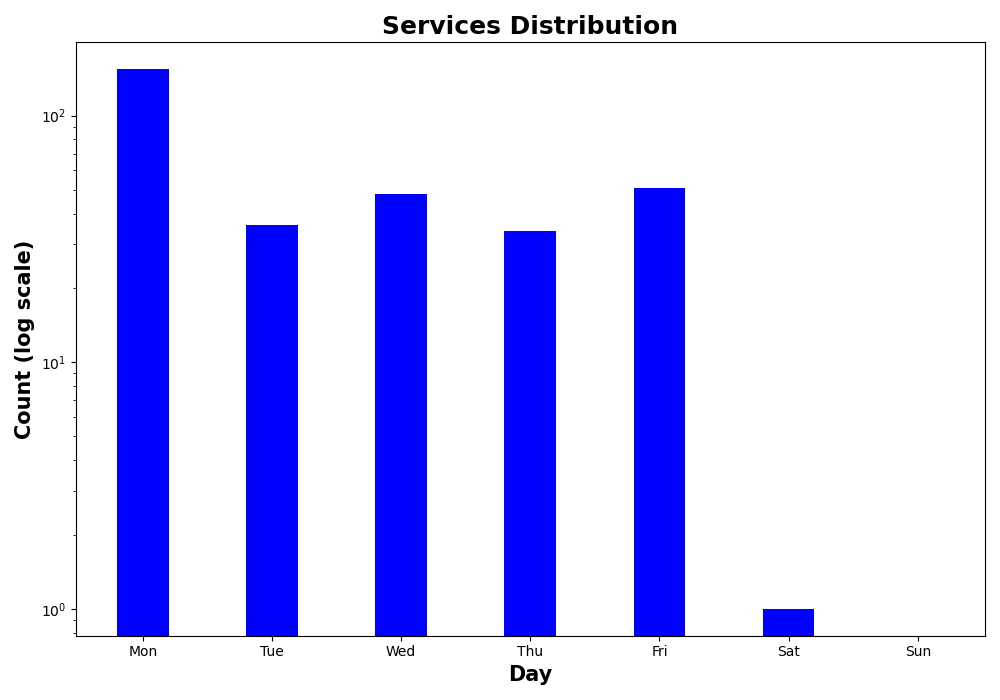 Services Distribution
Count (log scale)
10²
10¹
10⁰
Mon Tue Wed Thu Fri Sat Sun
Day